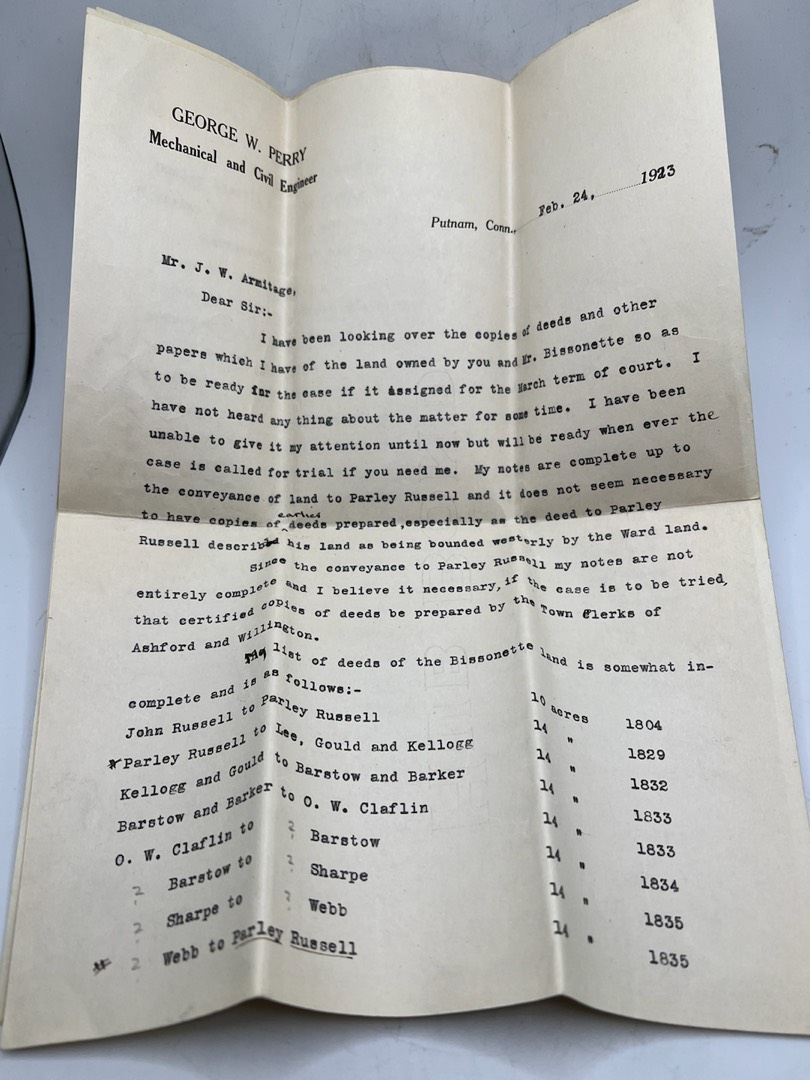 GEORGE W. PERRY
Mechanical and Civil Engineer
Putnam, Conn., Feb. 24, 1923
Mr. J. W. Armitage,
Dear Sir:-
I have been looking over the copies of deeds and other
papers which I have of the land owned by you and Mr. Bissonette so as
to be ready for the case if it assigned for the March term of court. I
have not heard any thing about the matter for some time. I have been
unable to give it my attention until now but will be ready when ever the
case is called for trial if you need me. My notes are complete up to
the conveyance of land to Parley Russell and it does not seem necessary
to have copies of earlier deeds prepared,especially as the deed to Parley
Russell describ his land as being bounded westerly by the Ward land.
Since the conveyance to Parley Russell my notes are not
entirely complete and I believe it necessary, if the case is to be tried,
that certified copies of deeds be prepared by the Town Clerks of
Ashford and Willington.
list of deeds of the Bissonette land is somewhat in-
complete and is as follows:-
John Russell to Parley Russell 10 acres 1804
Parley Russell to Lee, Gould and Kellogg 14 " 1829
Kellogg and Gould to Barstow and Barker 14 " 1832
Barstow and Barker to O. W. Claflin 14 " 1833
O. W. Claflin to ? Barstow 14 " 1833
? Barstow to ? Sharpe 14 " 1834
? Sharpe to ? Webb 14 " 1835
? Webb to Parley Russell 14 " 1835